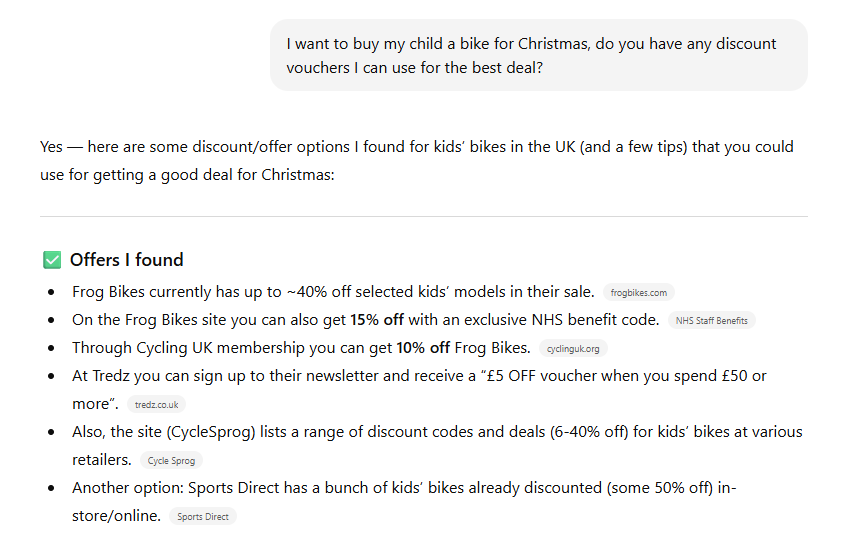 I want to buy my child a bike for Christmas, do you have any discount
vouchers I can use for the best deal?
Yes — here are some discount/offer options I found for kids’ bikes in the UK (and a few tips) that you could
use for getting a good deal for Christmas:
✅ Offers I found
• Frog Bikes currently has up to ~40% off selected kids’ models in their sale. frogbikes.com
• On the Frog Bikes site you can also get 15% off with an exclusive NHS benefit code. NHS Staff Benefits
• Through Cycling UK membership you can get 10% off Frog Bikes. cyclinguk.org
• At Tredz you can sign up to their newsletter and receive a “£5 OFF voucher when you spend £50 or
more”. tredz.co.uk
• Also, the site (CycleSprog) lists a range of discount codes and deals (6-40% off) for kids’ bikes at various
retailers. Cycle Sprog
• Another option: Sports Direct has a bunch of kids’ bikes already discounted (some 50% off) in-
store/online. Sports Direct